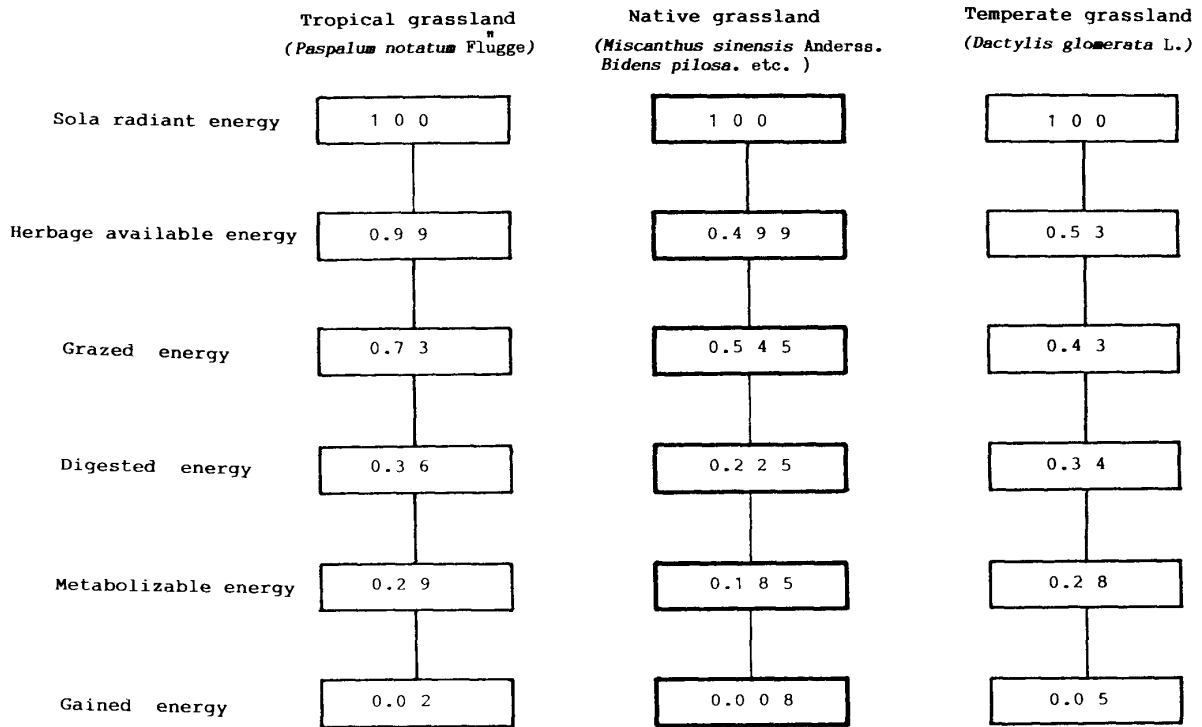 Tropical grassland
(Paspalum notatum Flügge)
Native grassland
(Miscanthus sinensis Anderss.
Bidens pilosa. etc. )
Temperate grassland
(Dactylis glomerata L.)
Sola radiant energy 1 0 0 1 0 0 1 0 0
Herbage available energy 0.9 9 0.4 9 9 0.5 3
Grazed energy 0.7 3 0.5 4 5 0.4 3
Digested energy 0.3 6 0.2 2 5 0.3 4
Metabolizable energy 0.2 9 0.1 8 5 0.2 8
Gained energy 0.0 2 0.0 0 8 0.0 5